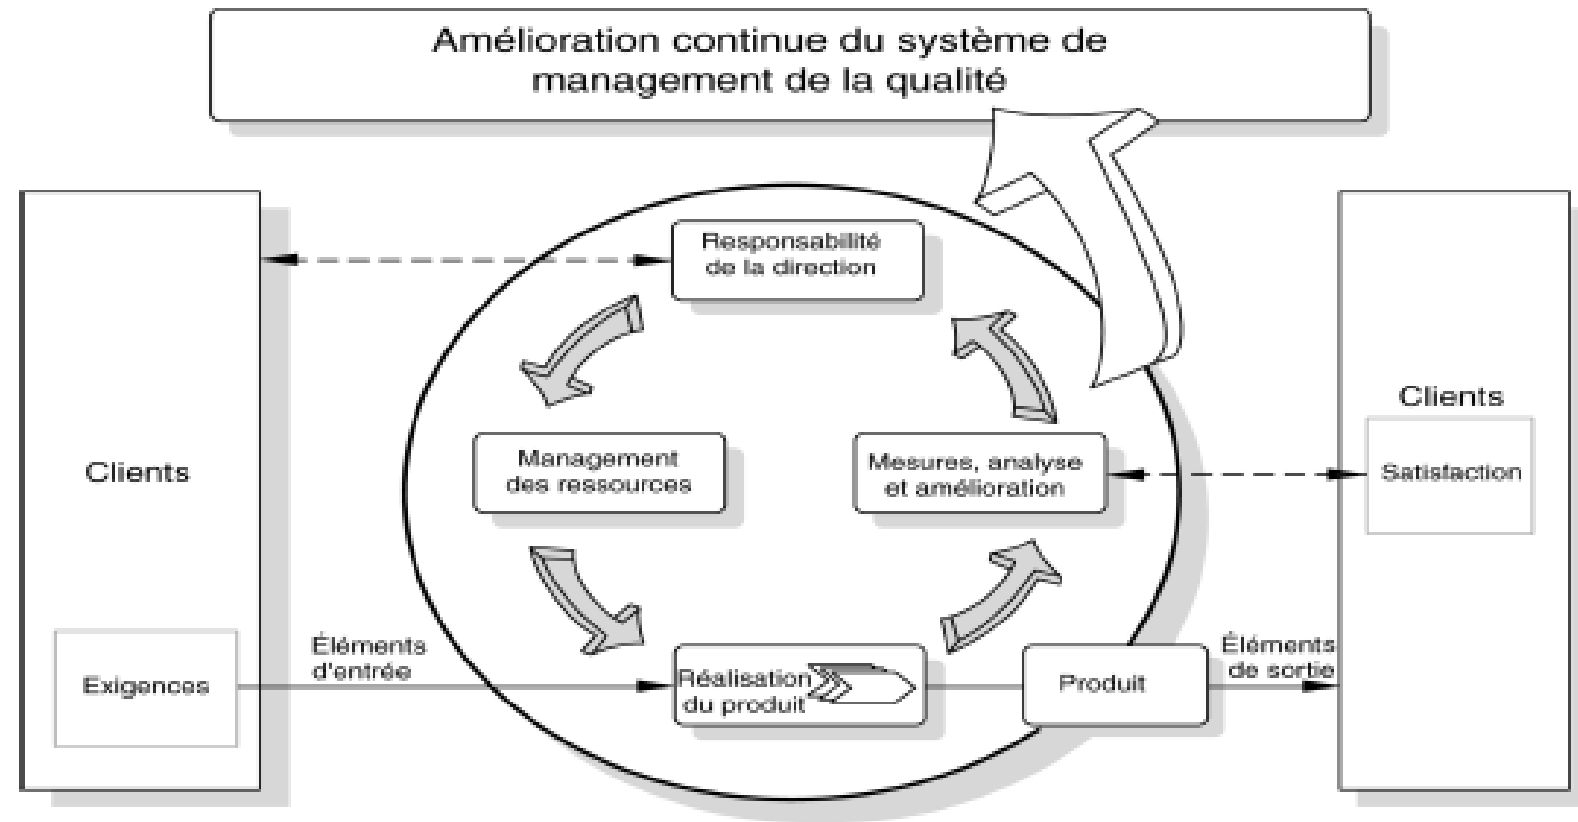 Amélioration continue du système de
management de la qualité
Responsabilité
de la direction
Clients
Management
des ressources
Mesures, analyse
et amélioration
Clients
Satisfaction
Exigences
Éléments
d'entrée
Réalisation
du produit
Produit
Éléments
de sortie